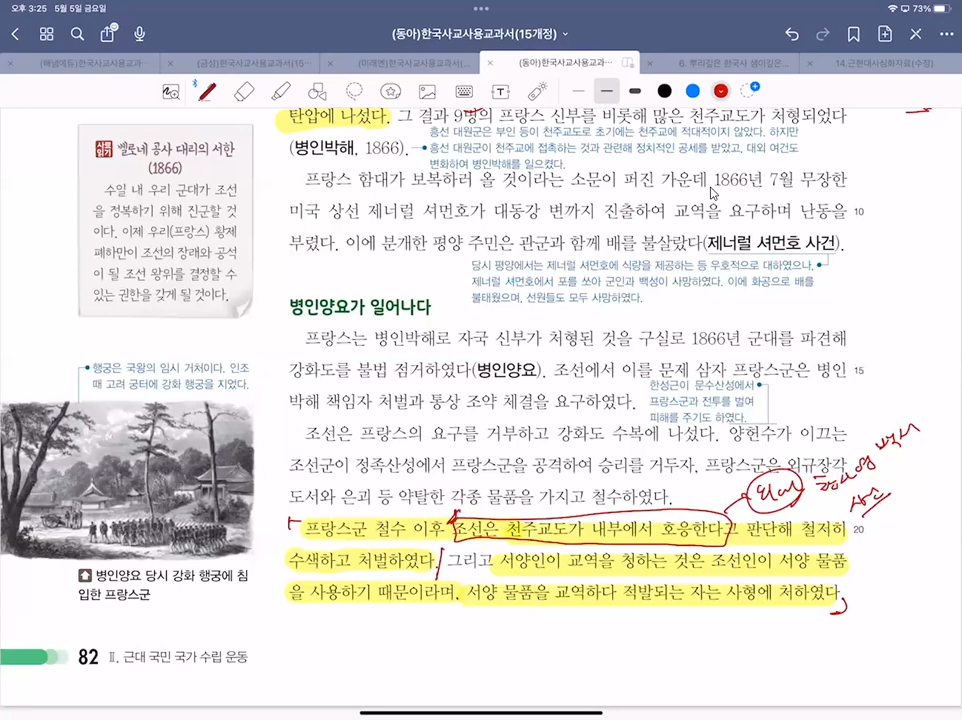 오후 3:25 5월 5일 금요일
73%
(동아)한국사교사용교과서(15개정)
(해냄에듀)한국사교사용교과…
(금성)한국사교사용교과서(15…
(미래엔)한국사교사용교과서(…
(동아)한국사교사용교과…
6. 뿌리깊은 한국사 샘이깊은…
14.근현대사심화자료(수정)
탄압에 나섰다. 그 결과 9명의 프랑스 신부를 비롯해 많은 천주교도가 처형되었다
(병인박해, 1866).
흥선 대원군은 부인 등이 천주교도로 초기에는 천주교에 적대적이지 않았다. 하지만
흥선 대원군이 천주교에 접촉하는 것과 관련해 정치적인 공세를 받았고, 대외 여건도
변화하여 병인박해를 일으켰다.
프랑스 함대가 보복하러 올 것이라는 소문이 퍼진 가운데 1866년 7월 무장한
미국 상선 제너럴 셔먼호가 대동강 변까지 진출하여 교역을 요구하며 난동을 10
부렸다. 이에 분개한 평양 주민은 관군과 함께 배를 불살랐다(제너럴 셔먼호 사건).
당시 평양에서는 제너럴 셔먼호에 식량을 제공하는 등 우호적으로 대하였으나,
제너럴 셔먼호에서 포를 쏘아 군인과 백성이 사망하였다. 이에 화공으로 배를
불태웠으며, 선원들도 모두 사망하였다.
사료 읽기 벨로네 공사 대리의 서한
(1866)
수일 내 우리 군대가 조선
을 정복하기 위해 진군할 것
이다. 이제 우리(프랑스) 황제
폐하만이 조선의 장래와 공석
이 될 조선 왕위를 결정할 수
있는 권한을 갖게 될 것이다.
병인양요가 일어나다
프랑스는 병인박해로 자국 신부가 처형된 것을 구실로 1866년 군대를 파견해
강화도를 불법 점거하였다(병인양요). 조선에서 이를 문제 삼자 프랑스군은 병인 15
박해 책임자 처벌과 통상 조약 체결을 요구하였다.
한성근이 문수산성에서
프랑스군과 전투를 벌여
피해를 주기도 하였다.
조선은 프랑스의 요구를 거부하고 강화도 수복에 나섰다. 양헌수가 이끄는
조선군이 정족산성에서 프랑스군을 공격하여 승리를 거두자, 프랑스군은 외규장각
도서와 은괴 등 약탈한 각종 물품을 가지고 철수하였다.
프랑스군 철수 이후 조선은 천주교도가 내부에서 호응한다고 판단해 철저히 20
수색하고 처벌하였다. 그리고 서양인이 교역을 청하는 것은 조선인이 서양 물품
을 사용하기 때문이라며, 서양 물품을 교역하다 적발되는 자는 사형에 처하였다.
행궁은 국왕의 임시 거처이다. 인조
때 고려 궁터에 강화 행궁을 지었다.
병인양요 당시 강화 행궁에 침
입한 프랑스군
82 Ⅱ. 근대 국민 국가 수립 운동